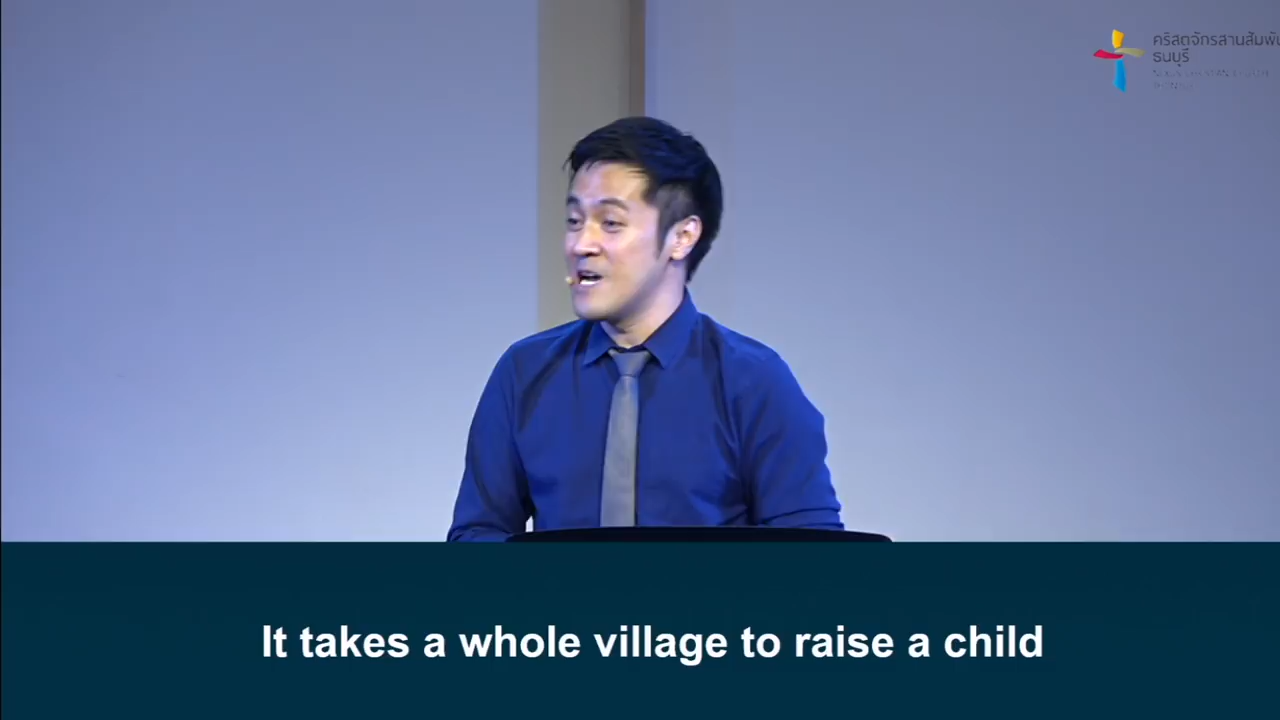 คริสตจักรสานสัมพัน
ธนบุรี
It takes a whole village to raise a child